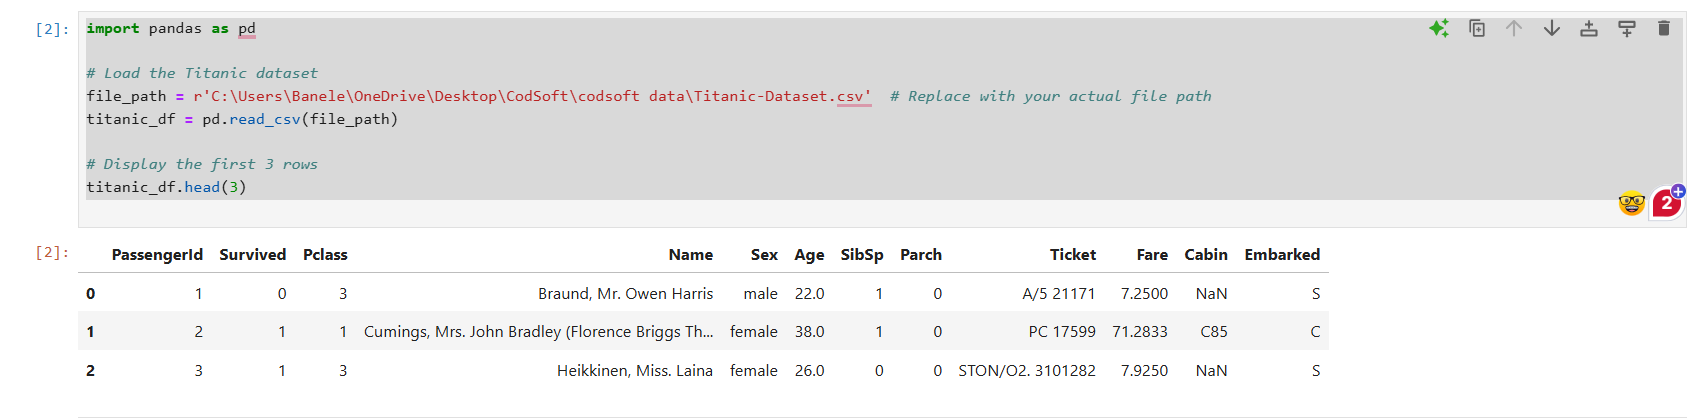 [2]: import pandas as pd
# Load the Titanic dataset
file_path = r'C:\Users\Banele\OneDrive\Desktop\CodSoft\codsoft data\Titanic-Dataset.csv'  # Replace with your actual file path
titanic_df = pd.read_csv(file_path)
# Display the first 3 rows
titanic_df.head(3)
2
[2]: PassengerId Survived Pclass Name Sex Age SibSp Parch Ticket Fare Cabin Embarked
0 1 0 3 Braund, Mr. Owen Harris male 22.0 1 0 A/5 21171 7.2500 NaN S
1 2 1 1 Cumings, Mrs. John Bradley (Florence Briggs Th... female 38.0 1 0 PC 17599 71.2833 C85 C
2 3 1 3 Heikkinen, Miss. Laina female 26.0 0 0 STON/O2. 3101282 7.9250 NaN S